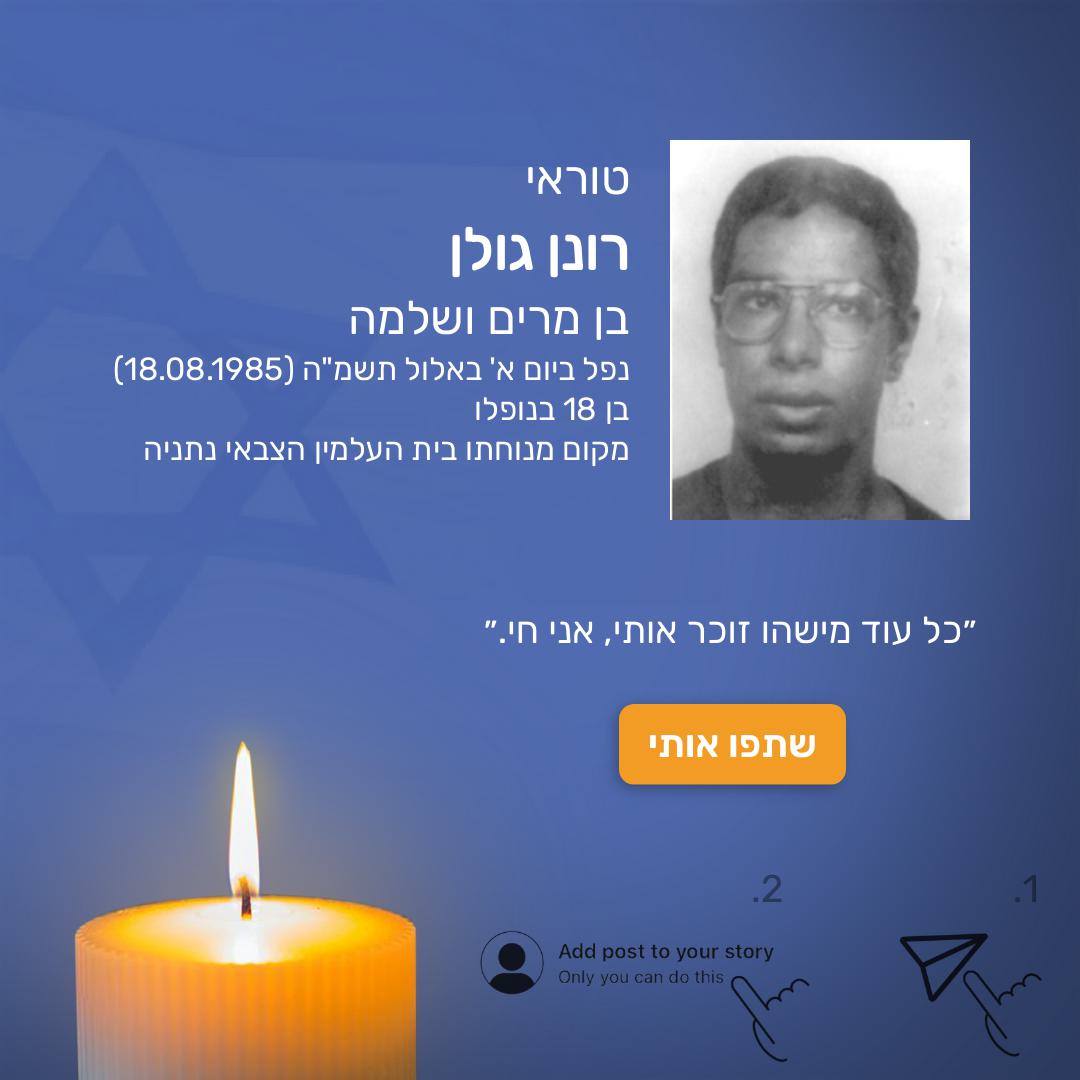 טוראי
רונן גולן
בן מרים ושלמה
נפל ביום א' באלול תשמ"ה (18.08.1985)
בן 18 בנופלו
מקום מנוחתו בית העלמין הצבאי נתניה
״כל עוד מישהו זוכר אותי, אני חי.״
שתפו אותי
1.
2.
Add post to your story
Only you can do this